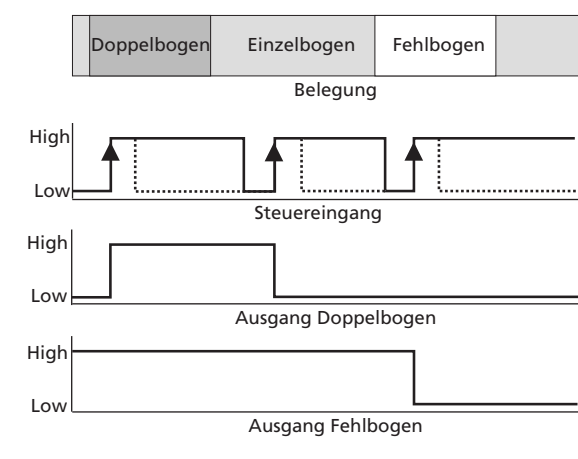 Doppelbogen Einzelbogen Fehlbogen
Belegung
High
Low
Steuereingang
High
Low
Ausgang Doppelbogen
High
Low
Ausgang Fehlbogen